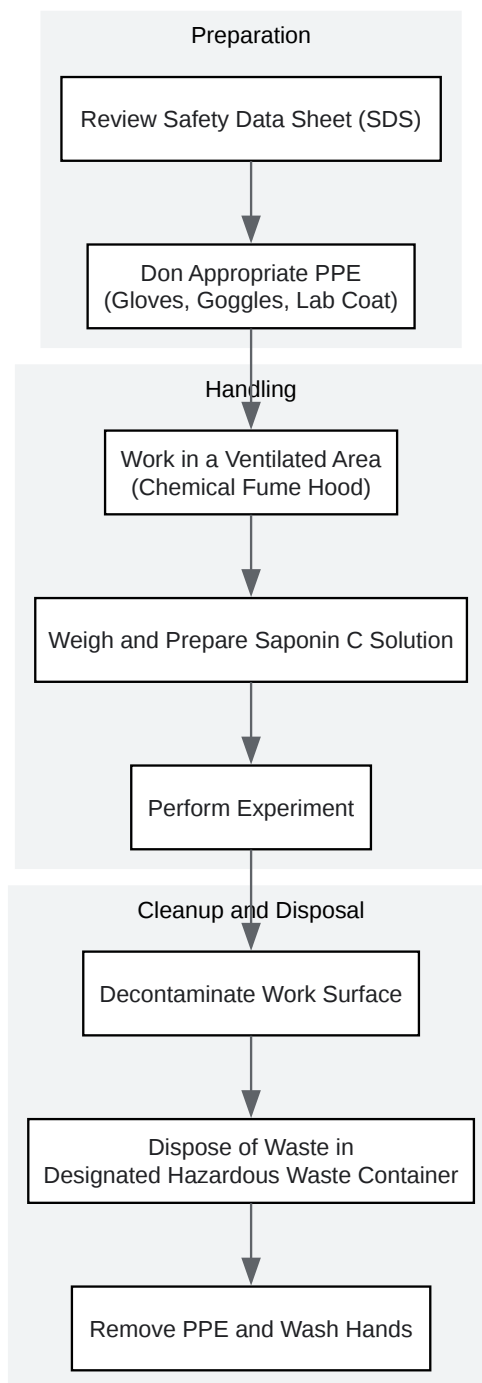 Preparation
Review Safety Data Sheet (SDS)
Don Appropriate PPE
(Gloves, Goggles, Lab Coat)
Handling
Work in a Ventilated Area
(Chemical Fume Hood)
Weigh and Prepare Saponin C Solution
Perform Experiment
Cleanup and Disposal
Decontaminate Work Surface
Dispose of Waste in
Designated Hazardous Waste Container
Remove PPE and Wash Hands